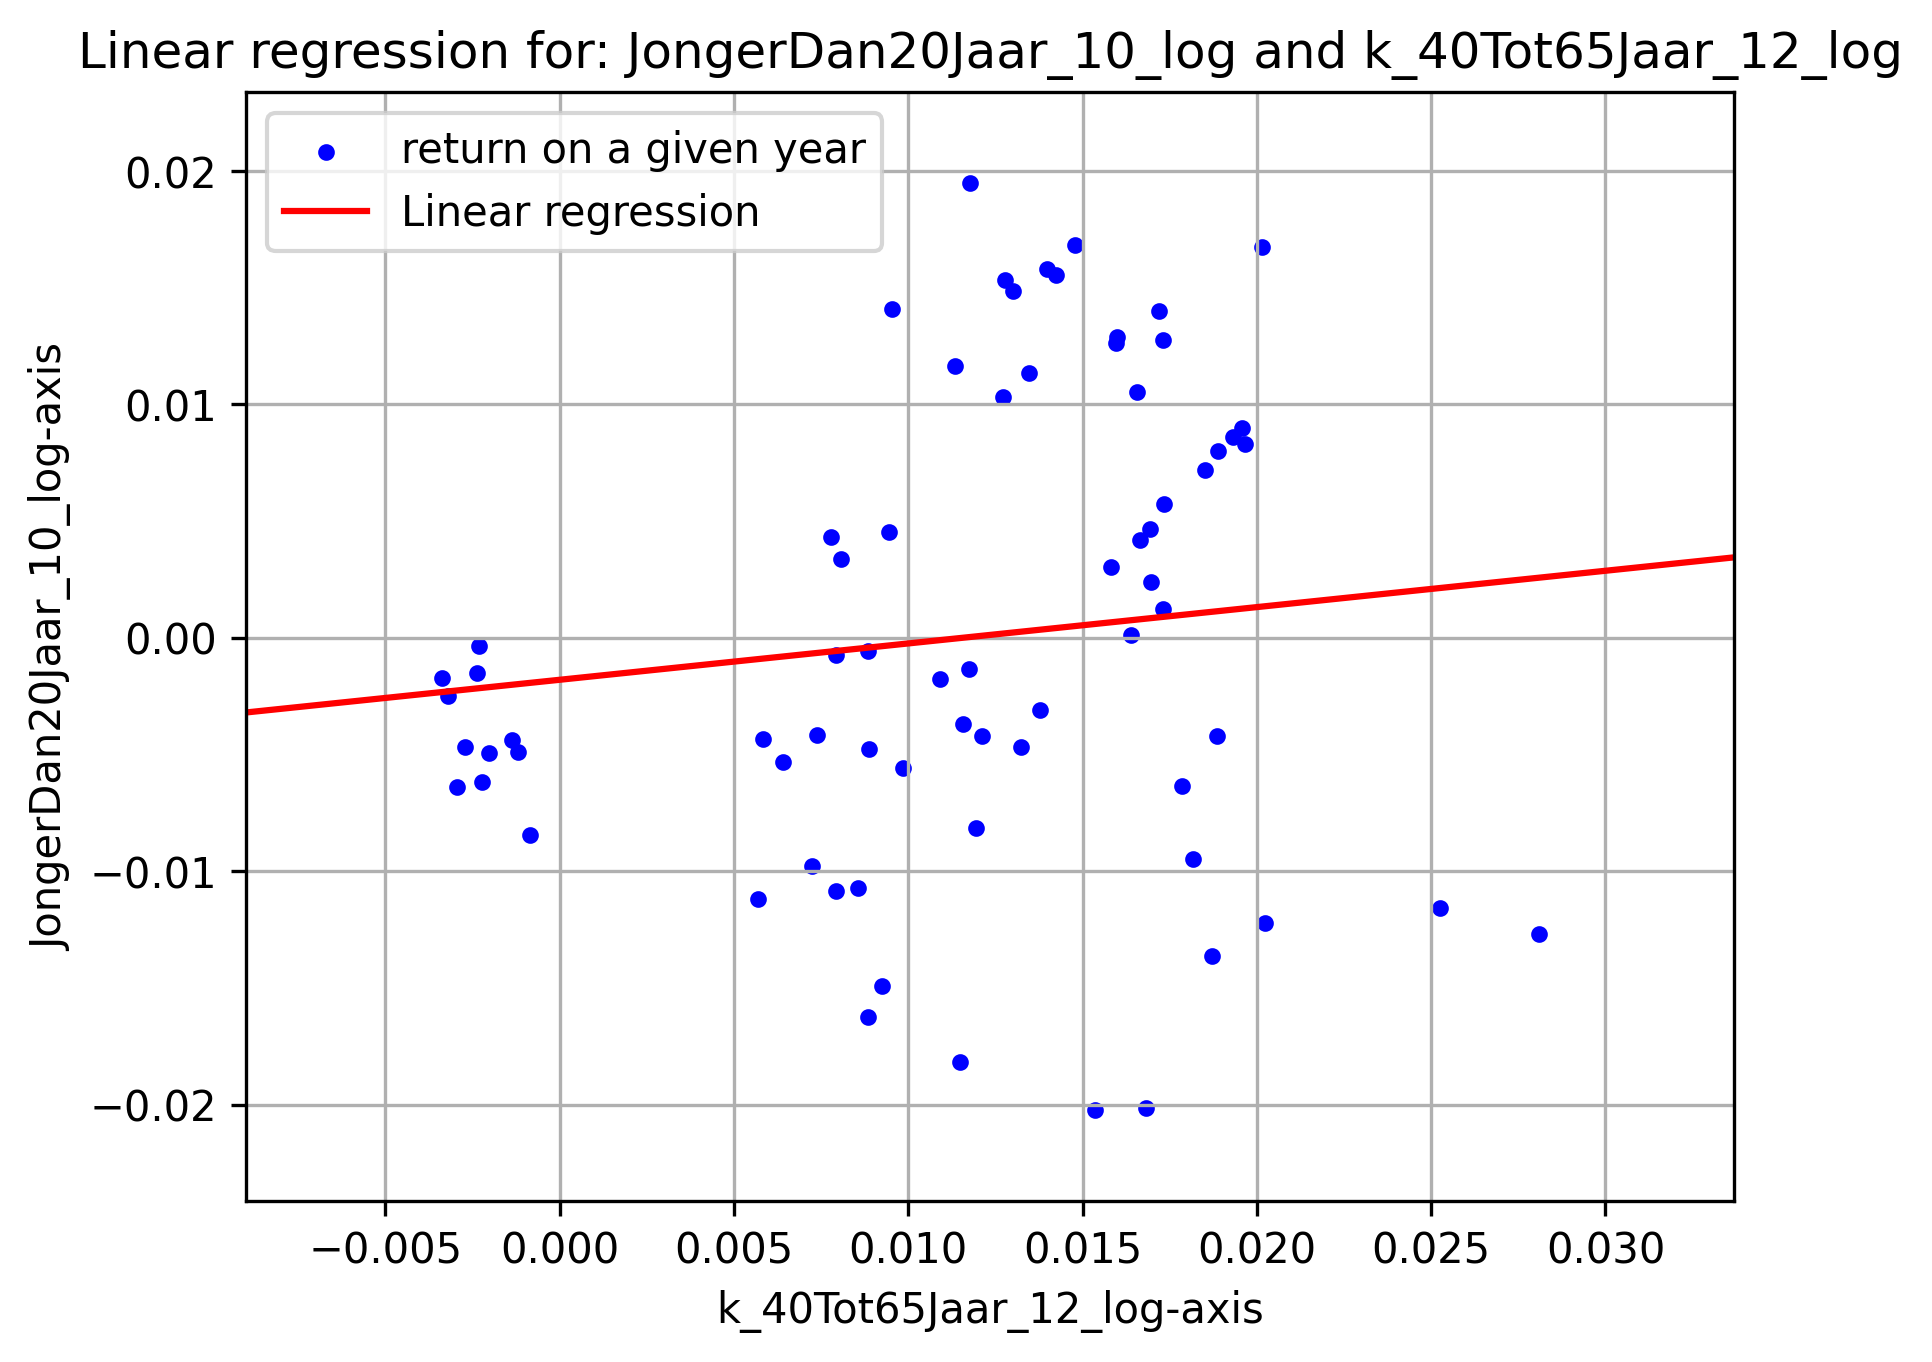 Linear regression for: JongerDan20Jaar_10_log and k_40Tot65Jaar_12_log
return on a given year
Linear regression
JongerDan20Jaar_10_log-axis
0.02
0.01
0.00
−0.01
−0.02
−0.005 0.000 0.005 0.010 0.015 0.020 0.025 0.030
k_40Tot65Jaar_12_log-axis